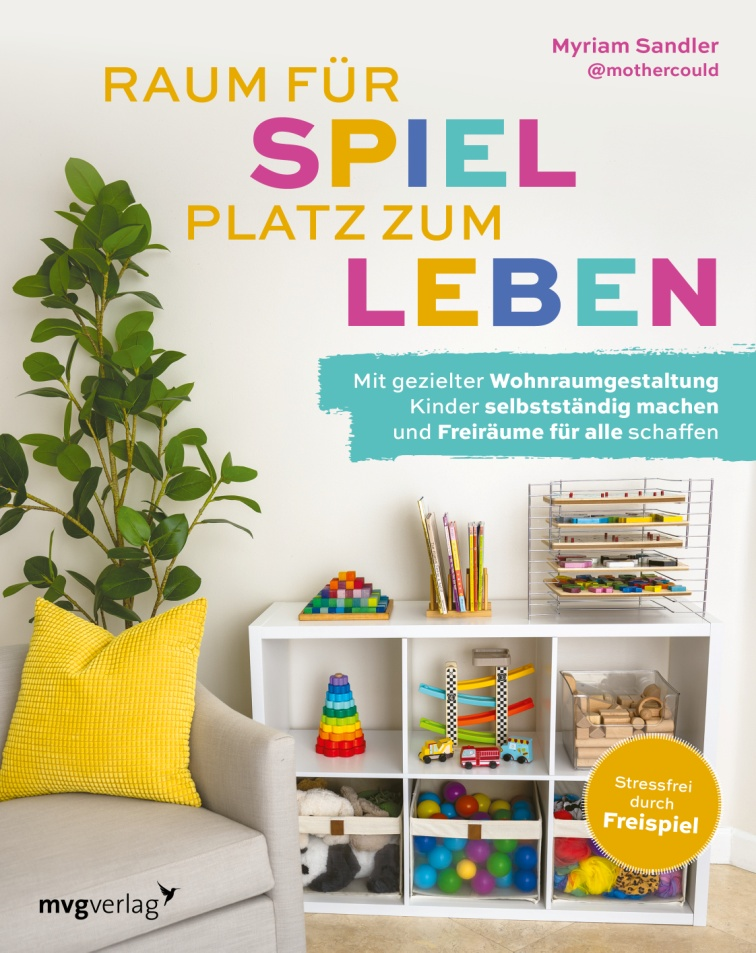 Myriam Sandler
@mothercould
RAUM FÜR
SPIEL
PLATZ ZUM
LEBEN
Mit gezielter Wohnraumgestaltung
Kinder selbstständig machen
und Freiräume für alle schaffen
Stressfrei
durch
Freispiel
mvgverlag